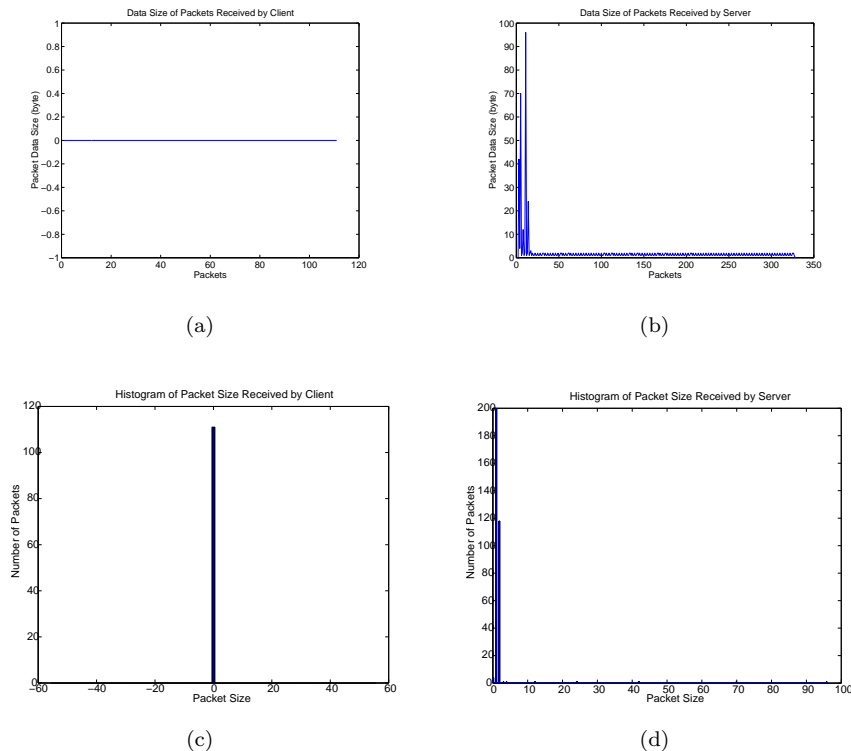 Data Size of Packets Received by Client
1
0.8
0.6
0.4
0.2
0
−0.2
−0.4
−0.6
−0.8
−1
0 20 40 60 80 100 120
Packet Data Size (byte)
Packets
(a)
Data Size of Packets Received by Server
100
90
80
70
60
50
40
30
20
10
0
0 50 100 150 200 250 300 350
Packet Data Size (byte)
Packets
(b)
Histogram of Packet Size Received by Client
120
100
80
60
40
20
0
−60 −40 −20 0 20 40 60
Number of Packets
Packet Size
(c)
Histogram of Packet Size Received by Server
200
180
160
140
120
100
80
60
40
20
0
0 10 20 30 40 50 60 70 80 90 100
Number of Packets
Packet Size
(d)